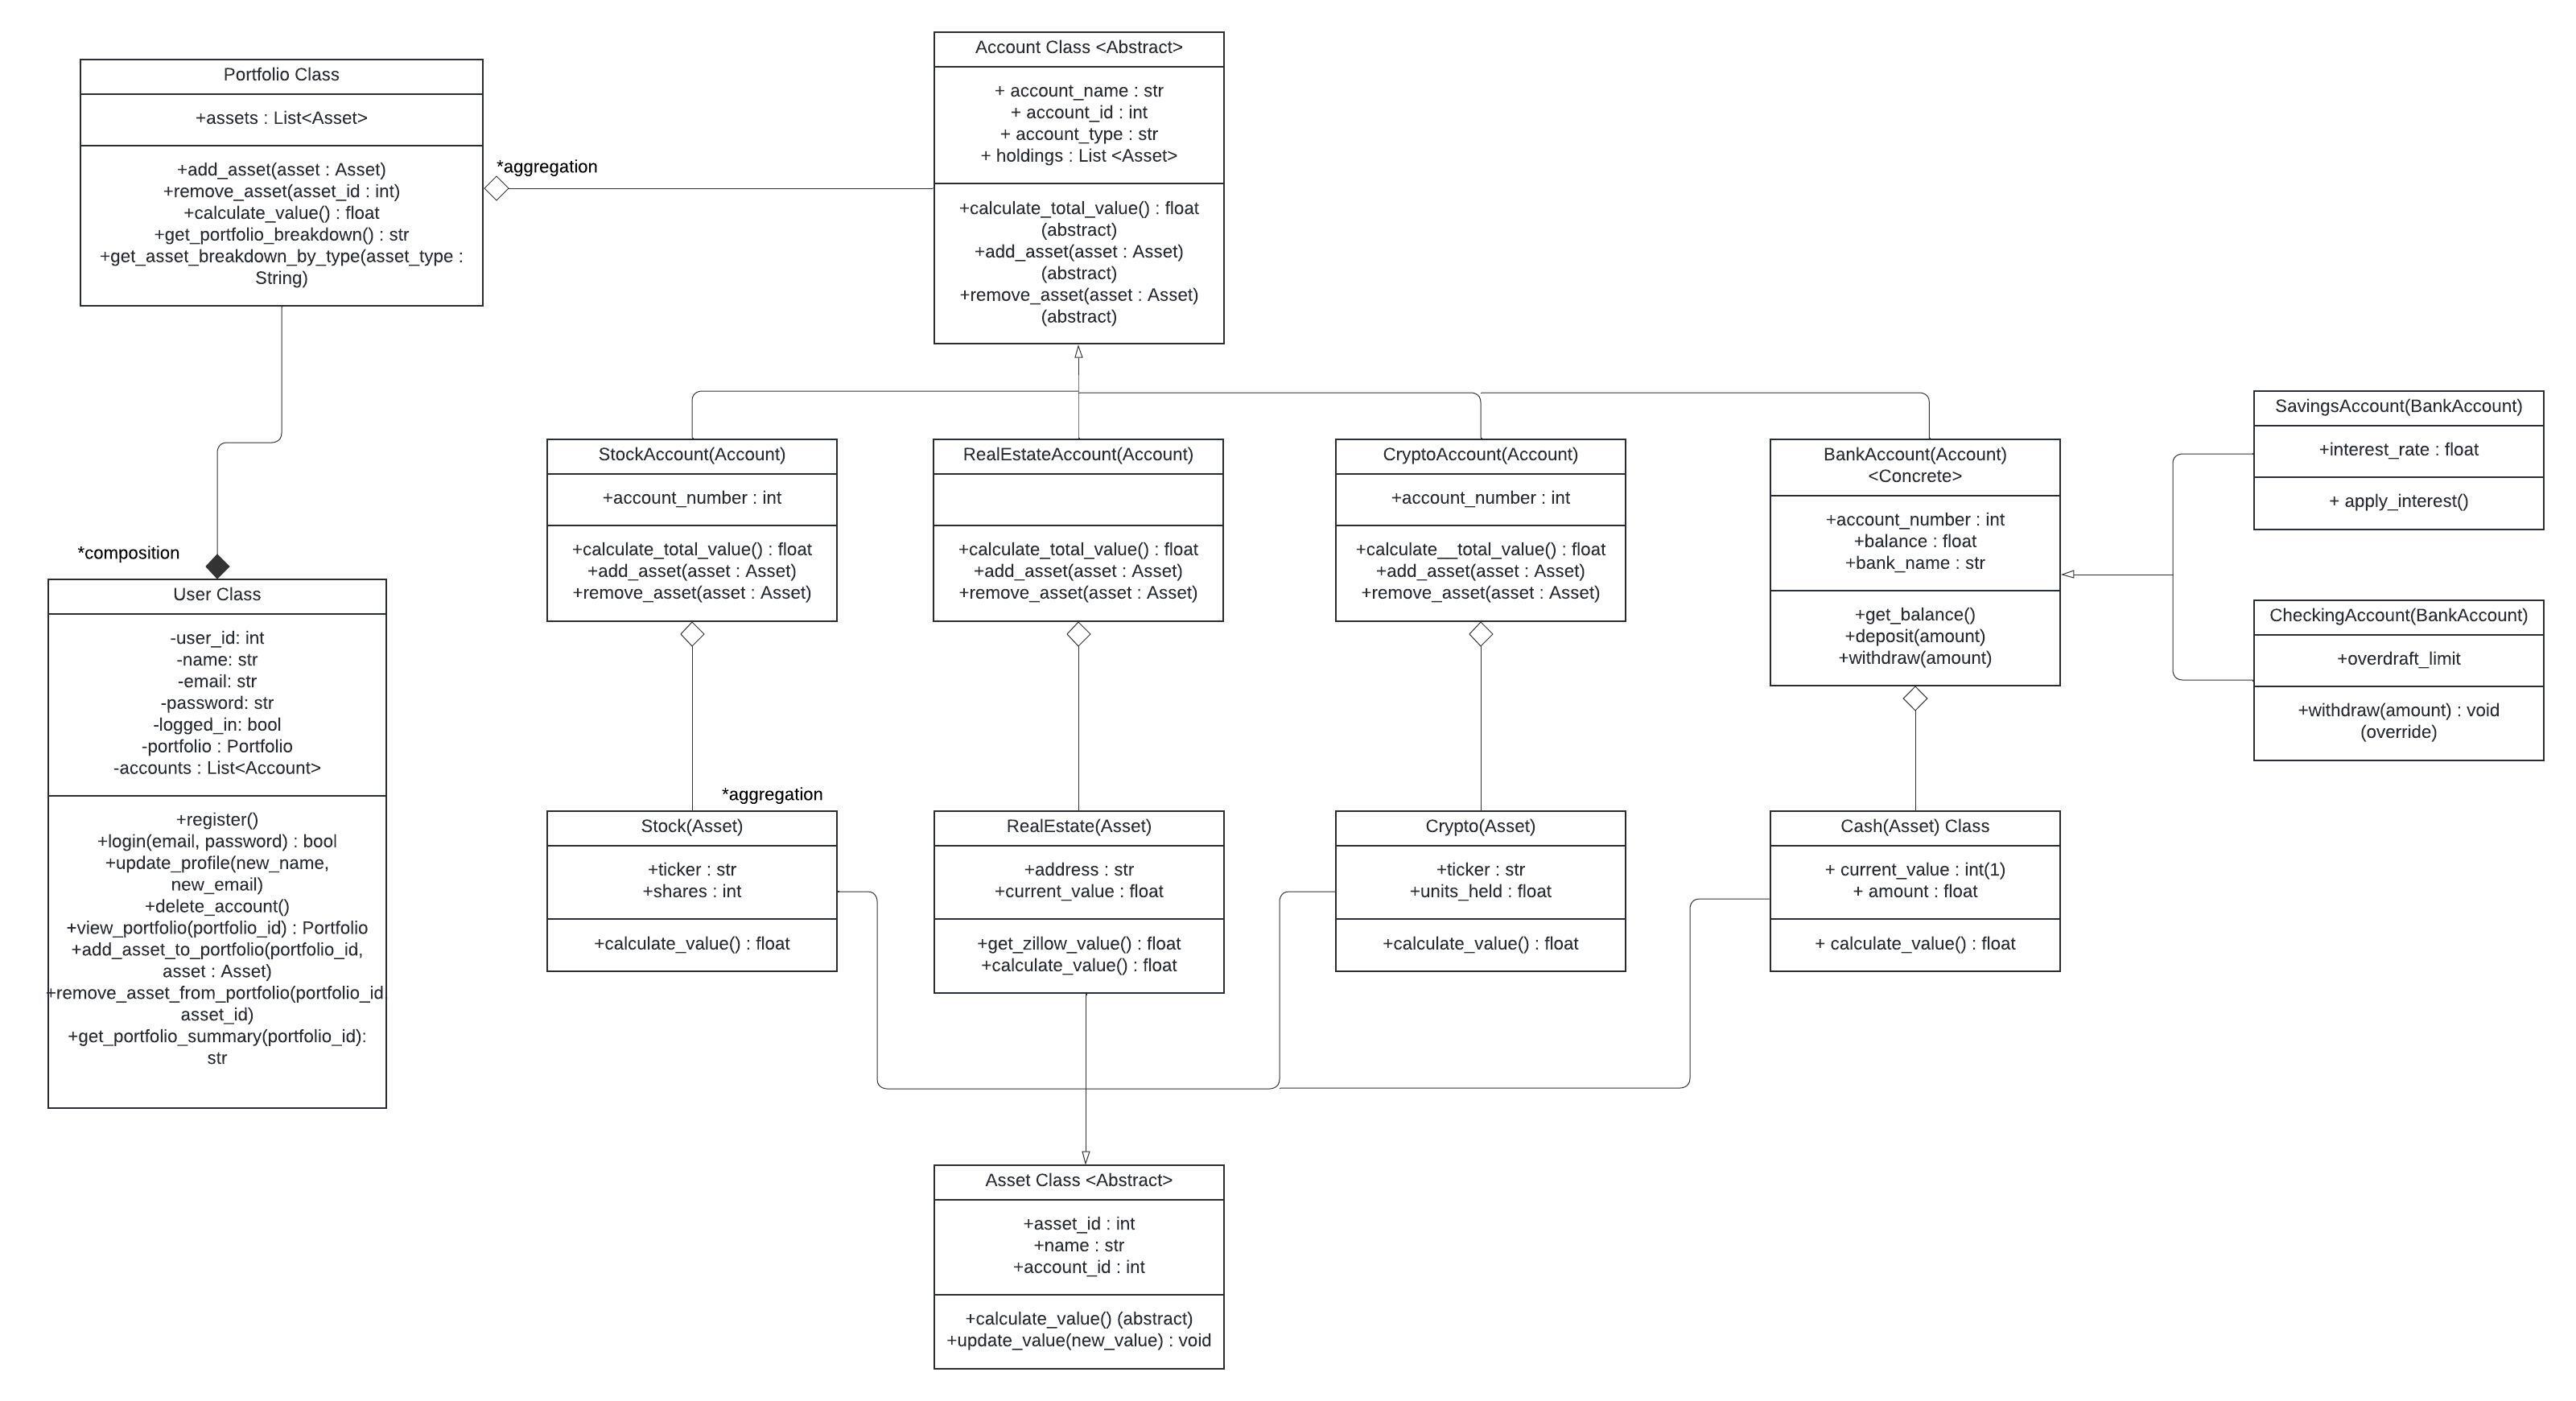 Portfolio Class
+assets : List<Asset>
+add_asset(asset : Asset)
+remove_asset(asset_id : int)
+calculate_value() : float
+get_portfolio_breakdown() : str
+get_asset_breakdown_by_type(asset_type :
String)
*aggregation
Account Class <Abstract>
+ account_name : str
+ account_id : int
+ account_type : str
+ holdings : List <Asset>
+calculate_total_value() : float
(abstract)
+add_asset(asset : Asset)
(abstract)
+remove_asset(asset : Asset)
(abstract)
StockAccount(Account)
+account_number : int
+calculate_total_value() : float
+add_asset(asset : Asset)
+remove_asset(asset : Asset)
RealEstateAccount(Account)
+calculate_total_value() : float
+add_asset(asset : Asset)
+remove_asset(asset : Asset)
CryptoAccount(Account)
+account_number : int
+calculate__total_value() : float
+add_asset(asset : Asset)
+remove_asset(asset : Asset)
BankAccount(Account)
<Concrete>
+account_number : int
+balance : float
+bank_name : str
+get_balance()
+deposit(amount)
+withdraw(amount)
SavingsAccount(BankAccount)
+interest_rate : float
+ apply_interest()
CheckingAccount(BankAccount)
+overdraft_limit
+withdraw(amount) : void
(override)
*composition
User Class
-user_id: int
-name: str
-email: str
-password: str
-logged_in: bool
-portfolio : Portfolio
-accounts : List<Account>
+register()
+login(email, password) : bool
+update_profile(new_name,
new_email)
+delete_account()
+view_portfolio(portfolio_id) : Portfolio
+add_asset_to_portfolio(portfolio_id,
asset : Asset)
+remove_asset_from_portfolio(portfolio_id
asset_id)
+get_portfolio_summary(portfolio_id):
str
*aggregation
Stock(Asset)
+ticker : str
+shares : int
+calculate_value() : float
RealEstate(Asset)
+address : str
+current_value : float
+get_zillow_value() : float
+calculate_value() : float
Crypto(Asset)
+ticker : str
+units_held : float
+calculate_value() : float
Cash(Asset) Class
+ current_value : int(1)
+ amount : float
+ calculate_value() : float
Asset Class <Abstract>
+asset_id : int
+name : str
+account_id : int
+calculate_value() (abstract)
+update_value(new_value) : void